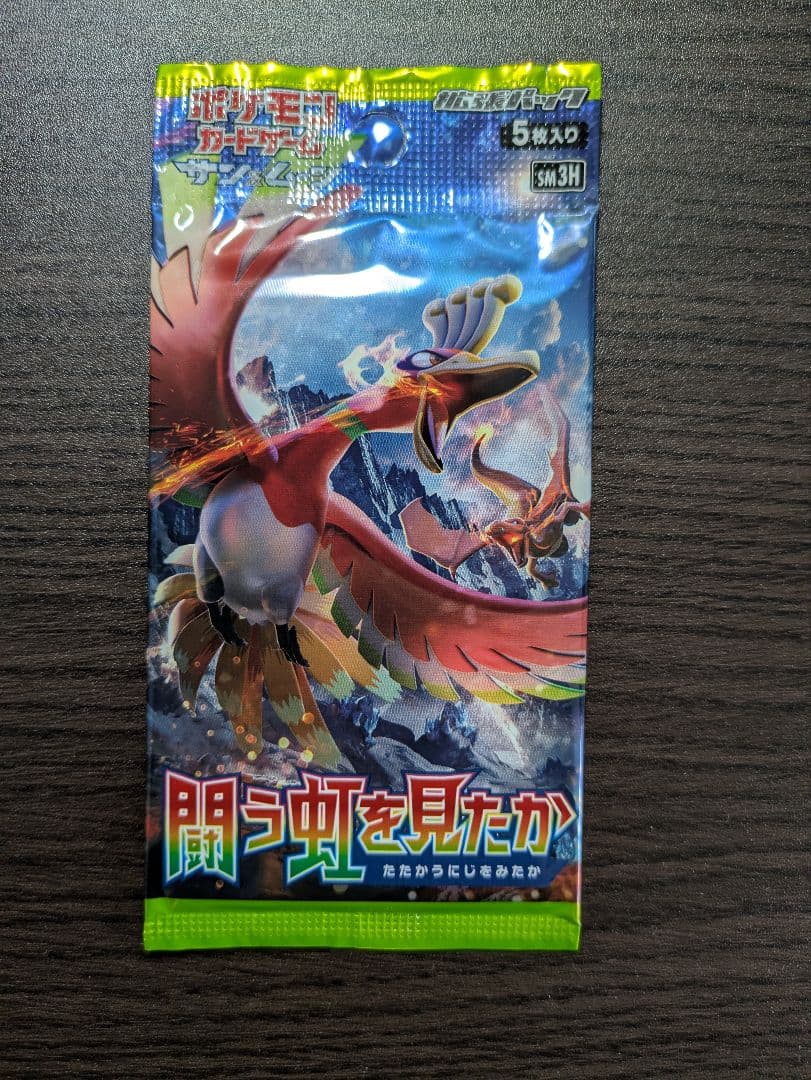 ポケモン
カードゲーム
サン&ムーン
拡張パック
5枚入り
SM3H
闘う虹を見たか
たたかうにじをみたか